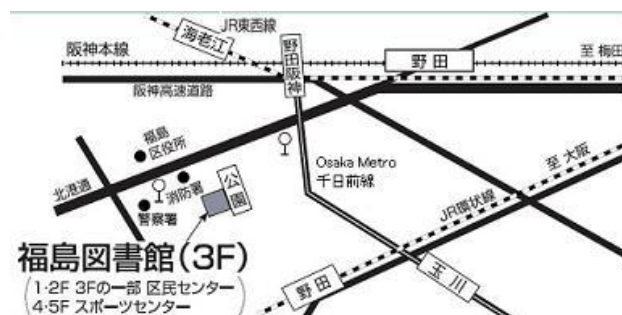 JR東西線
海老江
阪神本線
野田阪神
野田
至 梅田
阪神高速道路
福島
区役所
Osaka Metro
千日前線
至 大阪
北港通
消防署
公園
警察署
JR環状線
福島図書館(3F)
野田
玉川
(1・2F 3Fの一部 区民センター
4・5F スポーツセンター)